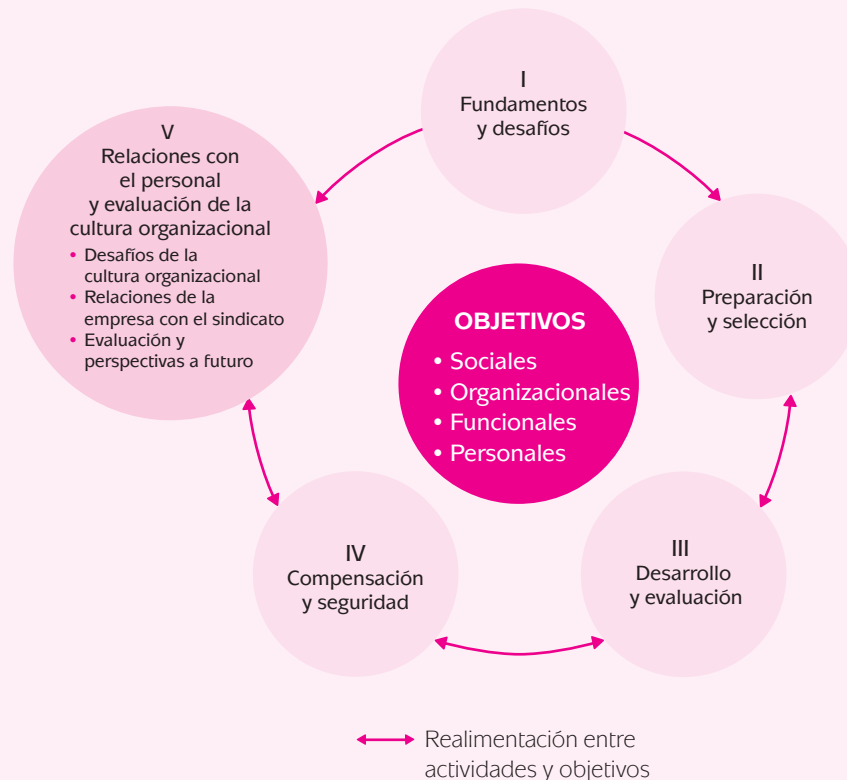 I
Fundamentos
y desafíos
II
Preparación
y selección
III
Desarrollo
y evaluación
IV
Compensación
y seguridad
V
Relaciones con
el personal
y evaluación de la
cultura organizacional
• Desafíos de la
cultura organizacional
• Relaciones de la
empresa con el sindicato
• Evaluación y
perspectivas a futuro
OBJETIVOS
• Sociales
• Organizacionales
• Funcionales
• Personales
Realimentación entre
actividades y objetivos